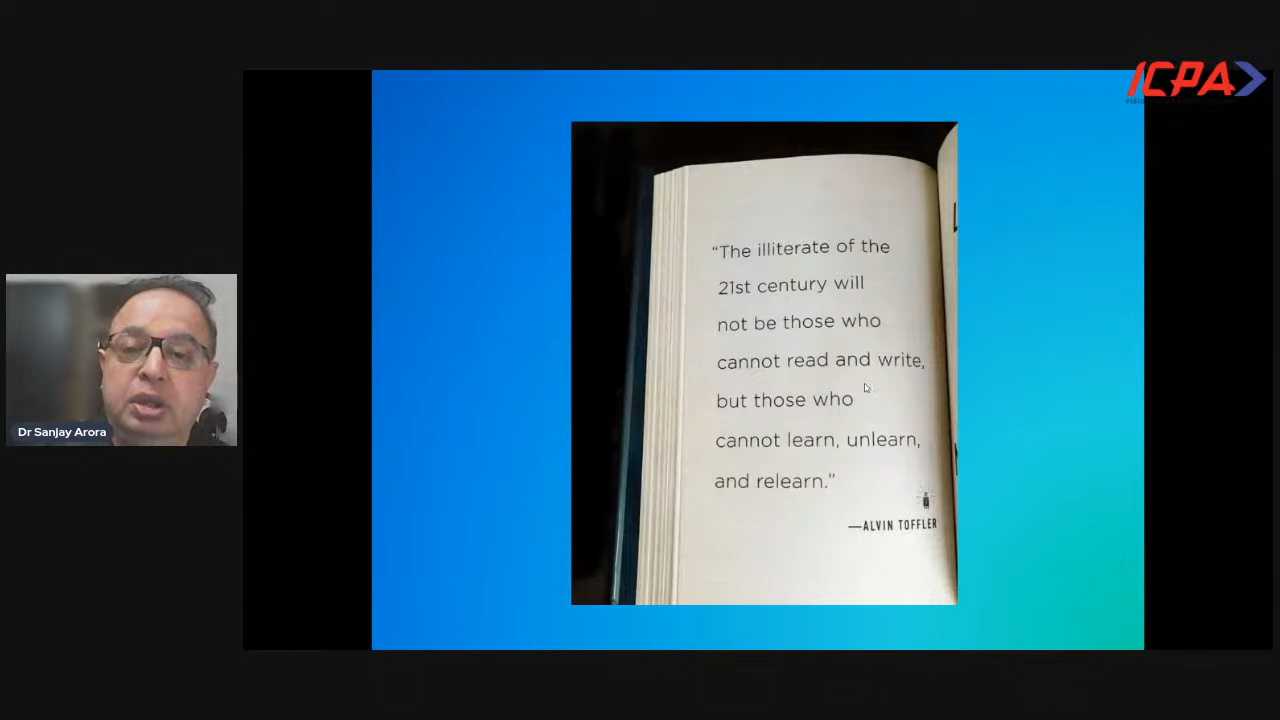 ICPA
Dr Sanjay Arora
“The illiterate of the
21st century will
not be those who
cannot read and write,
but those who
cannot learn, unlearn,
and relearn.”
—ALVIN TOFFLER